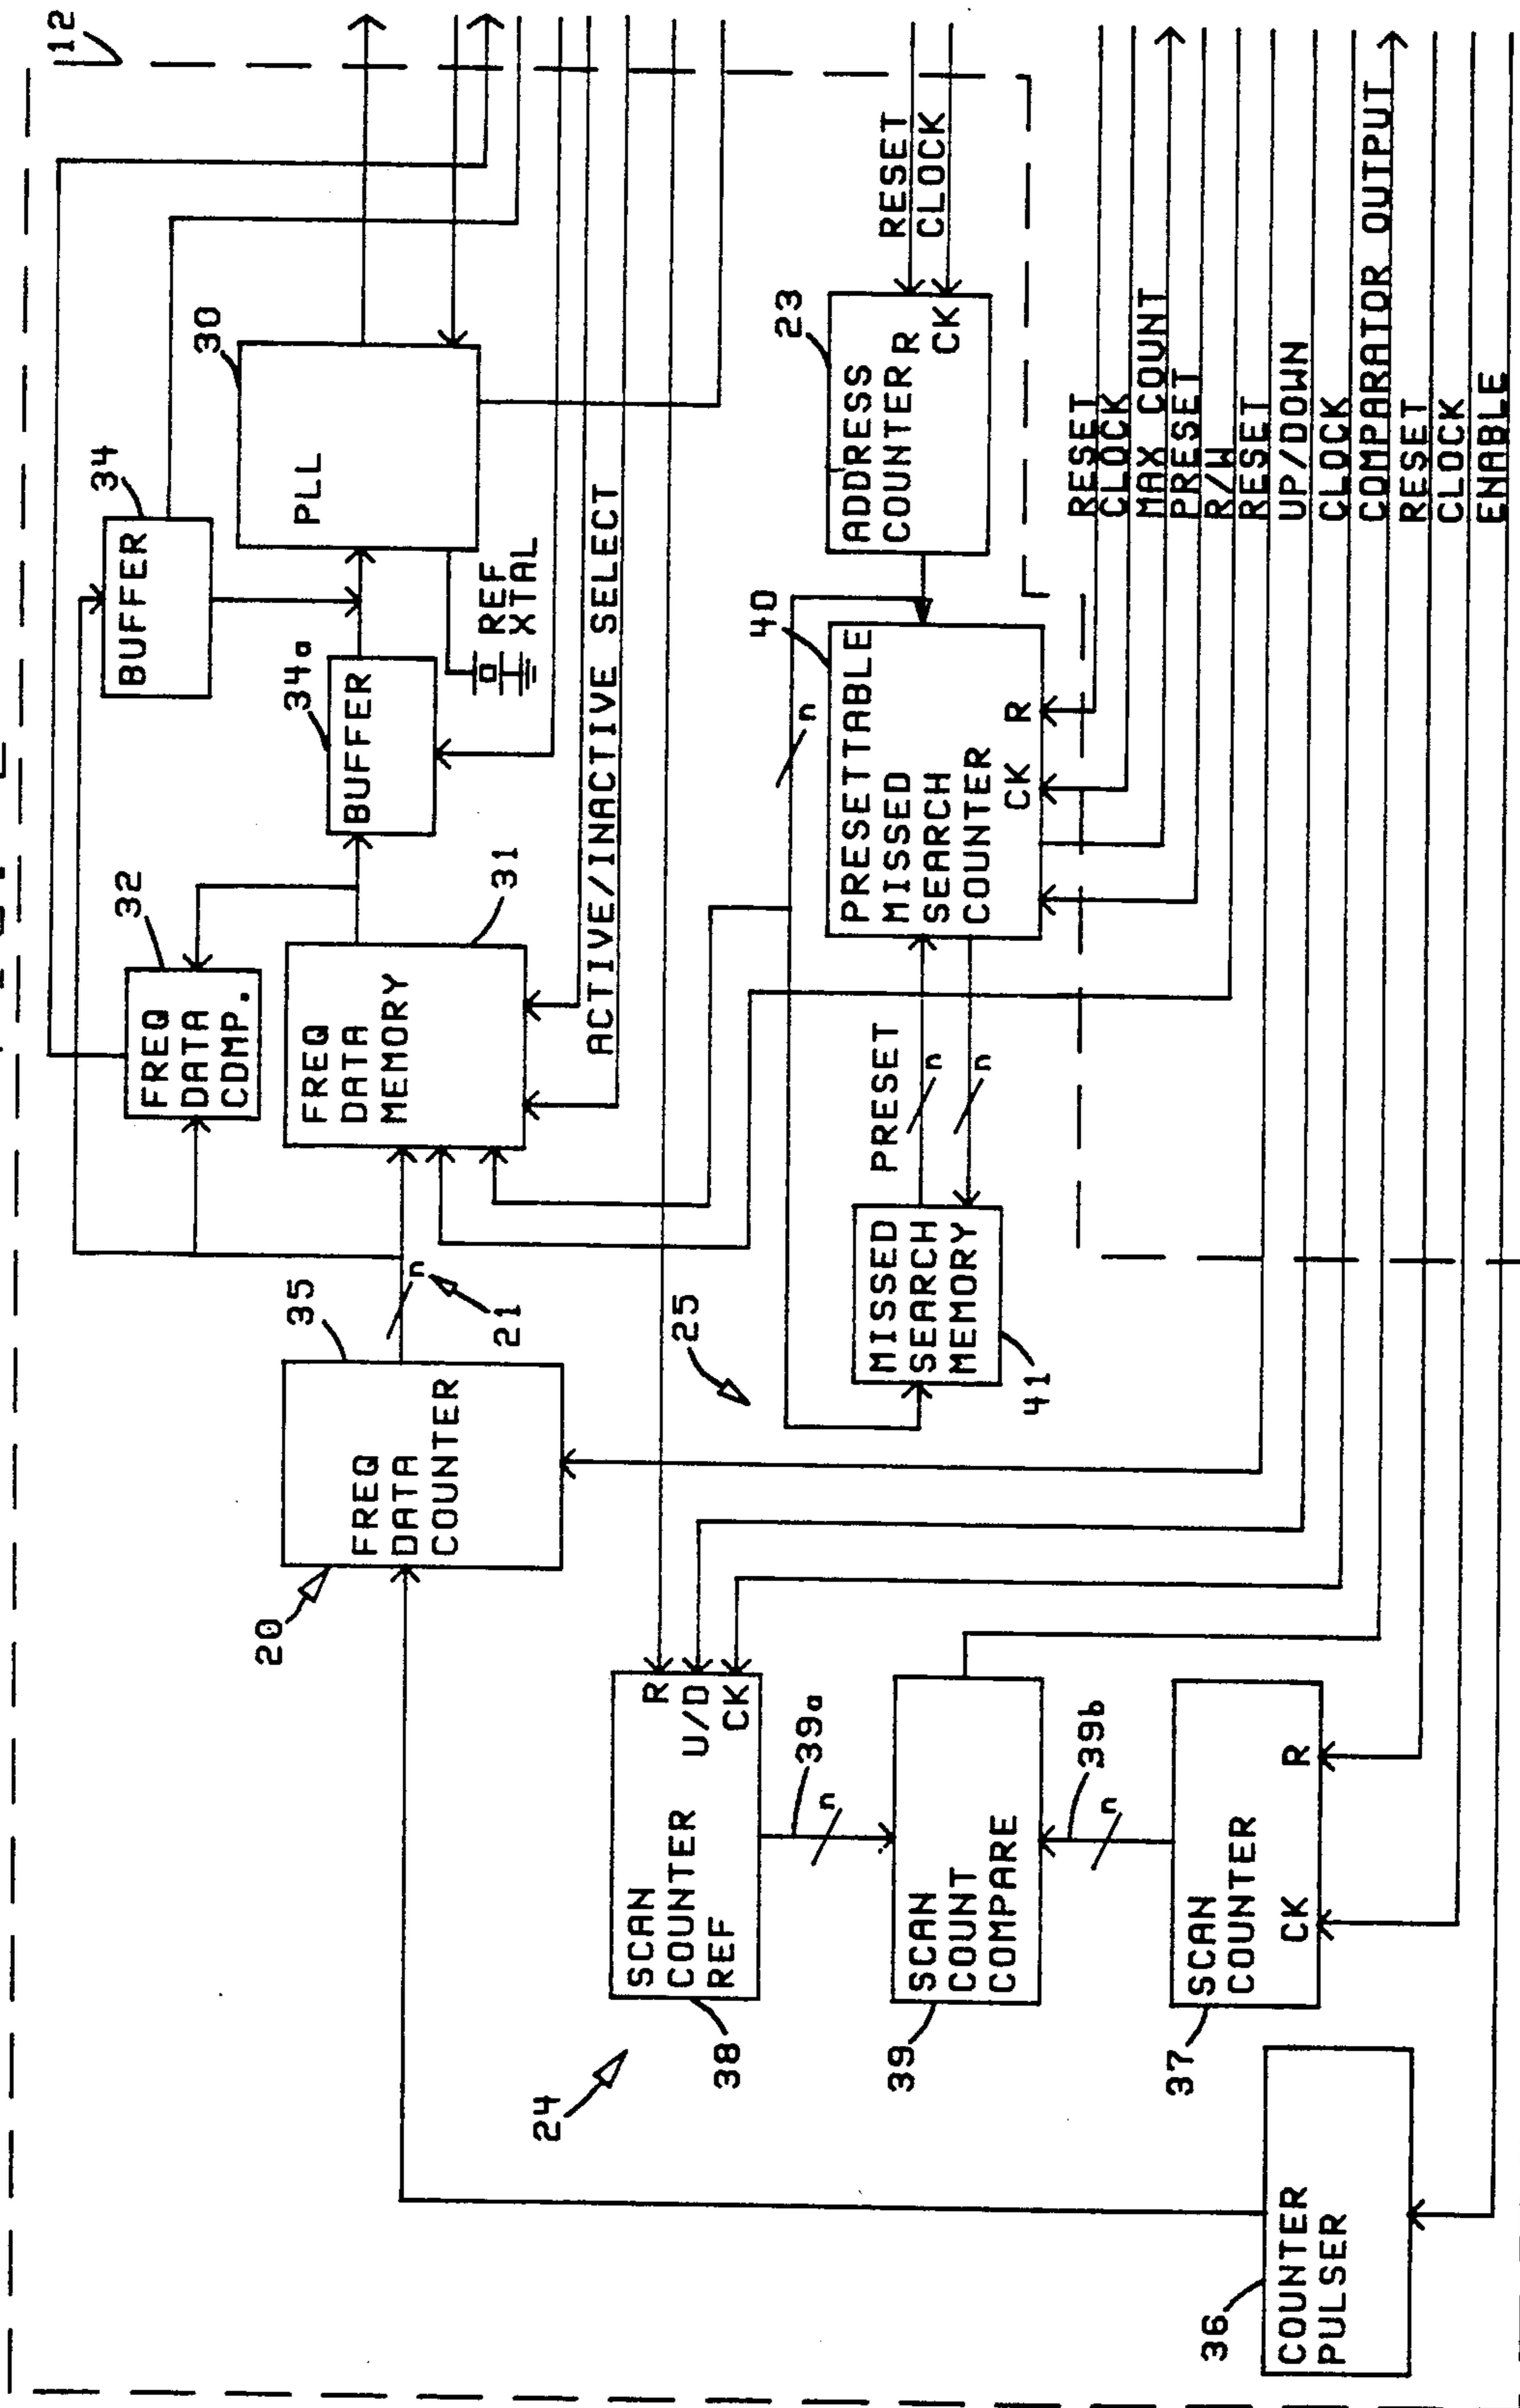 12
BUFFER
34
PLL
30
BUFFER
34a
REF
XTAL
FREQ
DATA
COMP.
32
FREQ
DATA
MEMORY
31
ACTIVE/INACTIVE SELECT
20
FREQ
DATA
COUNTER
35
n
21
25
MISSED
SEARCH
MEMORY
41
PRESET
n
n
PRESETTABLE
MISSED
SEARCH
COUNTER
CK
R
40
n
ADDRESS
COUNTER
R
CK
23
RESET
CLOCK
RESET
CLOCK
MAX COUNT
PRESET
R/W
RESET
UP/DOWN
CLOCK
COMPARATOR OUTPUT
RESET
CLOCK
ENABLE
24
SCAN
COUNTER
REF
R
U/D
CK
38
39a
n
SCAN
COUNT
COMPARE
39
39b
n
SCAN
COUNTER
CK
R
37
COUNTER
PULSER
36